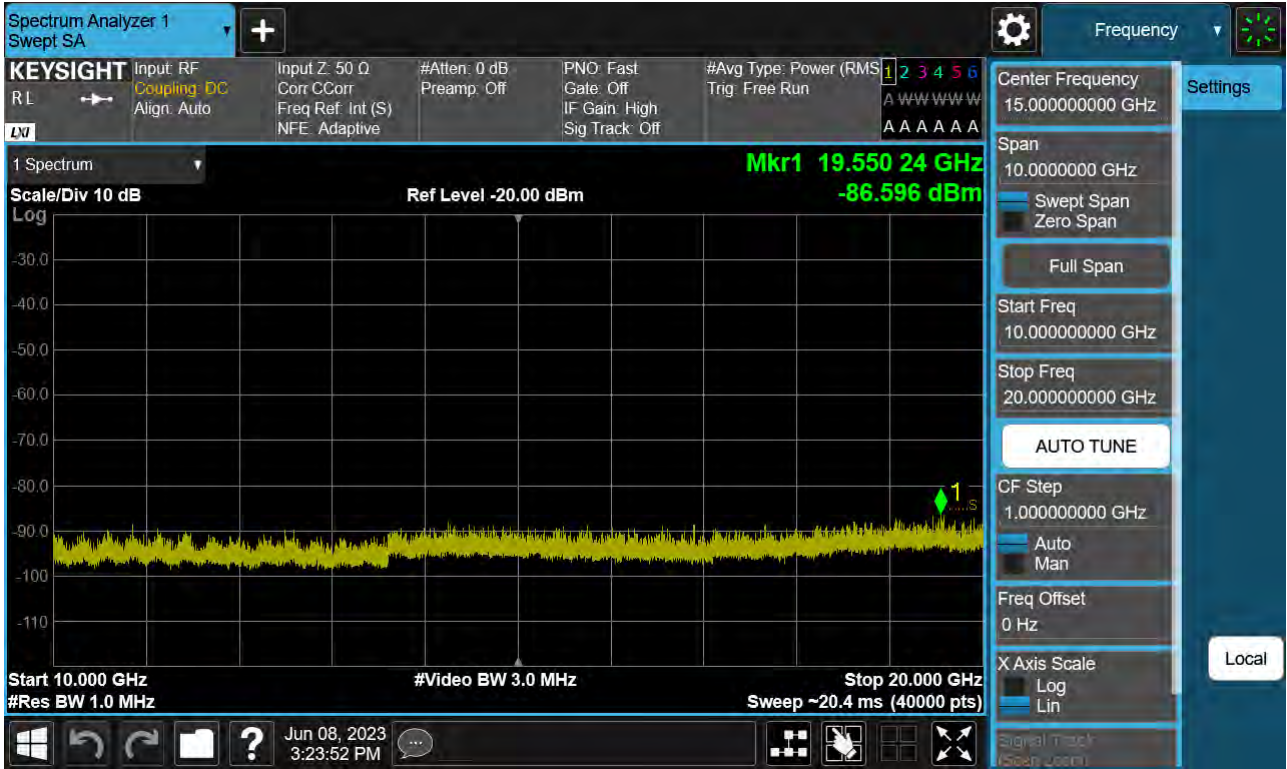 Spectrum Analyzer 1
Swept SA
+
Frequency
KEYSIGHT
R L
LXI
Input: RF
Coupling: DC
Align: Auto
Input Z: 50 Ω
Corr CCorr
Freq Ref: Int (S)
NFE: Adaptive
#Atten: 0 dB
Preamp: Off
PNO: Fast
Gate: Off
IF Gain: High
Sig Track: Off
#Avg Type: Power (RMS
Trig: Free Run
1 2 3 4 5 6
A W W W W W
A A A A A A
1 Spectrum
Scale/Div 10 dB
Ref Level -20.00 dBm
Mkr1 19.550 24 GHz
-86.596 dBm
Log
-30.0
-40.0
-50.0
-60.0
-70.0
-80.0
-90.0
-100
-110
1
Start 10.000 GHz
#Video BW 3.0 MHz
Stop 20.000 GHz
#Res BW 1.0 MHz
Sweep ~20.4 ms (40000 pts)
Center Frequency
15.000000000 GHz
Settings
Span
10.0000000 GHz
Swept Span
Zero Span
Full Span
Start Freq
10.000000000 GHz
Stop Freq
20.000000000 GHz
AUTO TUNE
CF Step
1.000000000 GHz
Auto
Man
Freq Offset
0 Hz
X Axis Scale
Log
Lin
Signal Track
(Span Zoom)
Local
?
Jun 08, 2023
3:23:52 PM